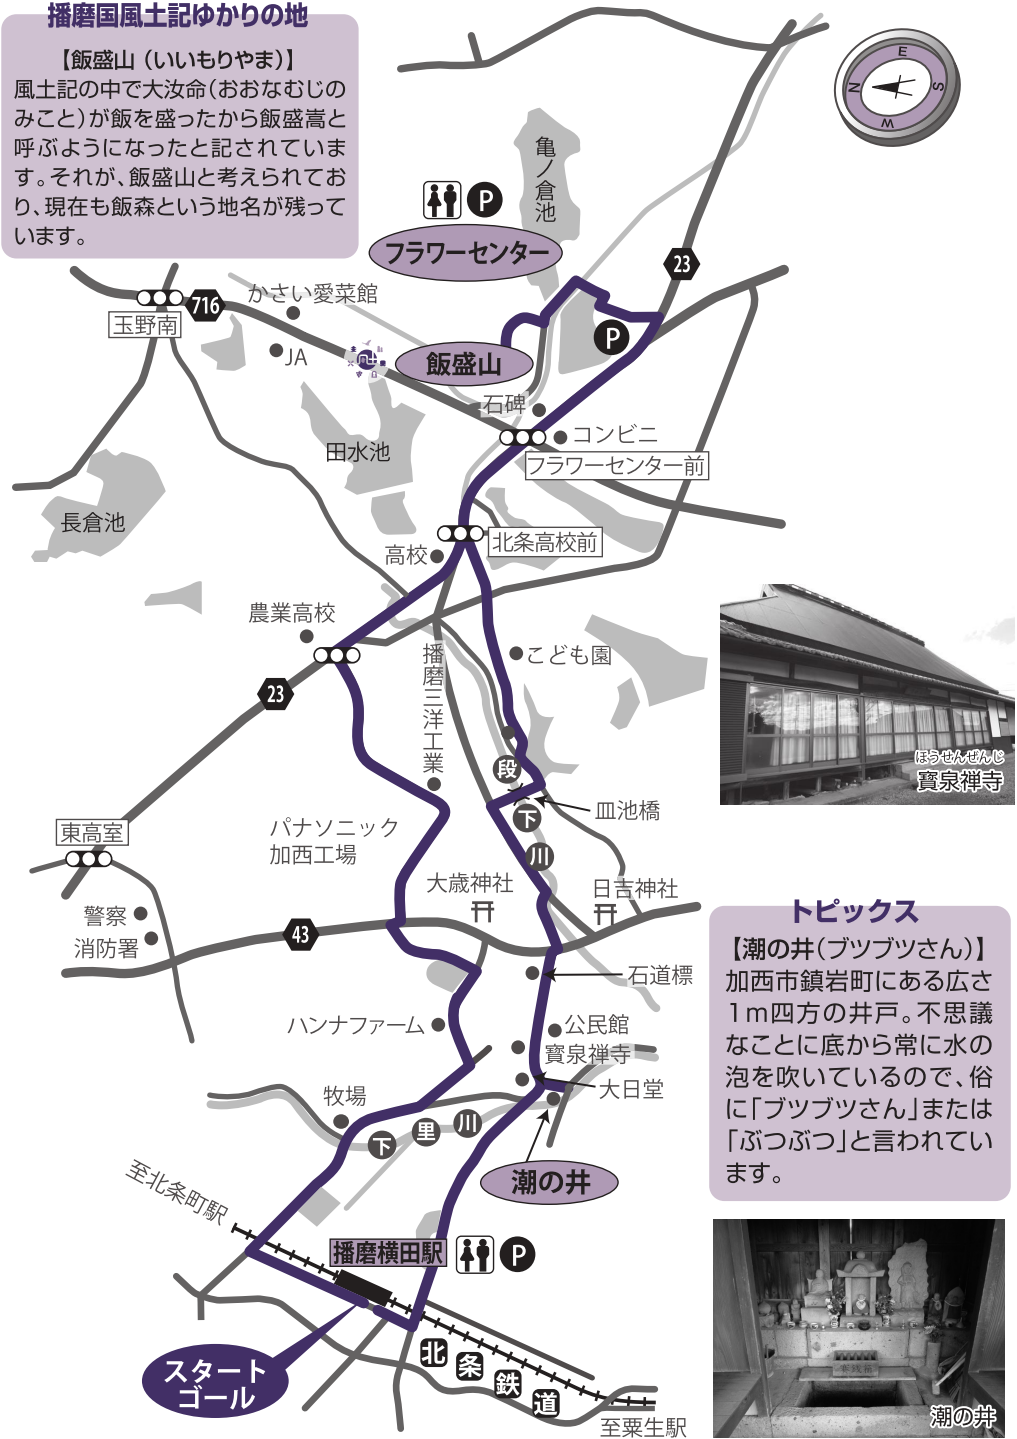 播磨国風土記ゆかりの地
【飯盛山（いいもりやま）】
風土記の中で大汝命（おおなむじの
みこと）が飯を盛ったから飯盛嵩と
呼ぶようになったと記されていま
す。それが、飯盛山と考えられてお
り、現在も飯森という地名が残って
います。
E
N
S
W
亀ノ倉池
P
フラワーセンター
23
716
かさい愛菜館
玉野南
JA
P
飯盛山
石碑
コンビニ
フラワーセンター前
田水池
長倉池
北条高校前
高校
農業高校
こども園
播磨三洋工業
23
段
下
川
皿池橋
ほうせんぜんじ
寳泉禅寺
パナソニック
加西工場
東高室
大歳神社
日吉神社
警察
消防署
43
石道標
ハンナファーム
公民館
寳泉禅寺
大日堂
牧場
下
里
川
潮の井
至北条町駅
播磨横田駅
P
スタート
ゴール
北
条
鉄
道
至粟生駅
トピックス
【潮の井（ブツブツさん）】
加西市鎮岩町にある広さ
1m四方の井戸。不思議
なことに底から常に水の
泡を吹いているので、俗
に「ブツブツさん」または
「ぶつぶつ」と言われてい
ます。
潮の井